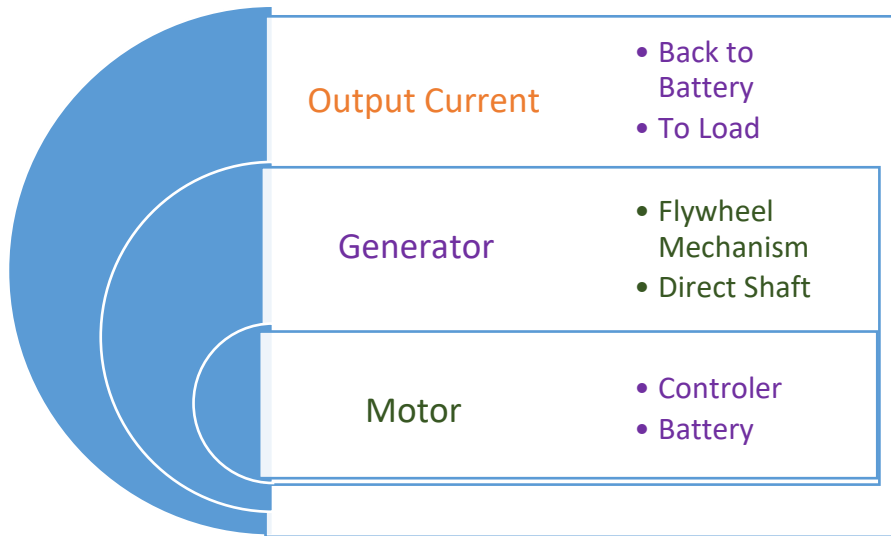 Output Current
• Back to
Battery
• To Load
Generator
• Flywheel
Mechanism
• Direct Shaft
Motor
• Controler
• Battery